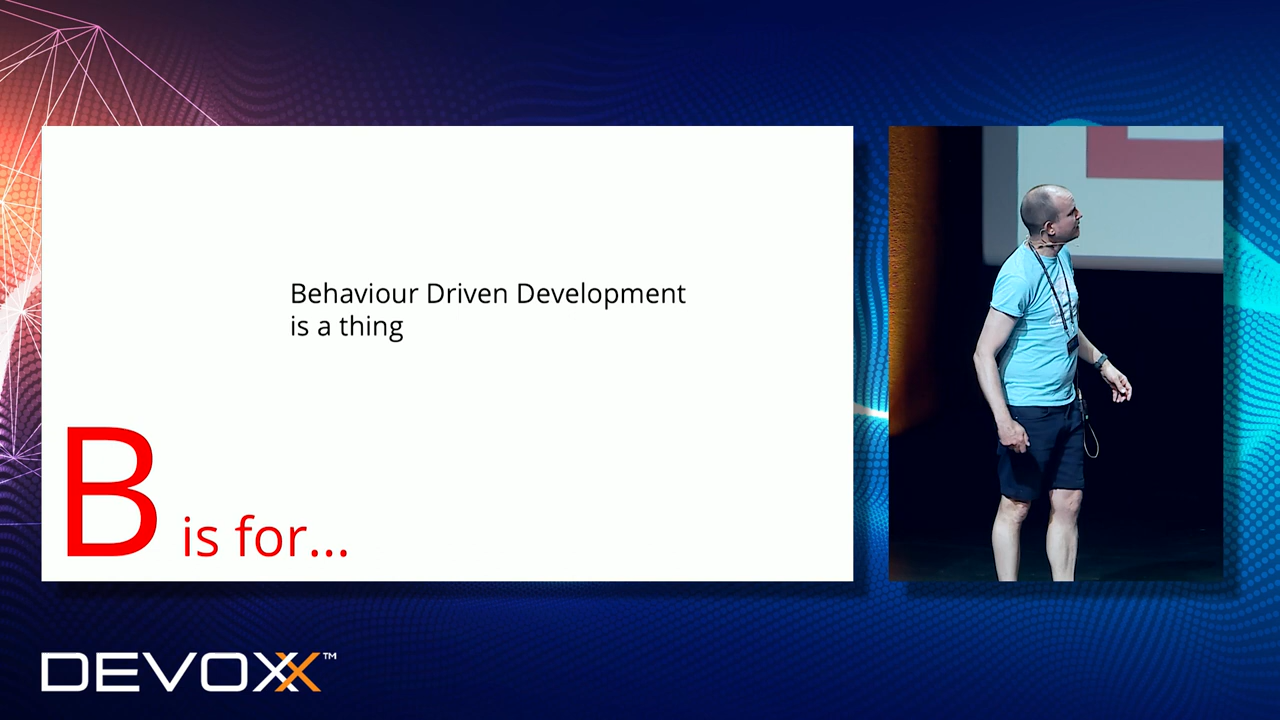 Behaviour Driven Development
is a thing
B is for...
DEVOXX™